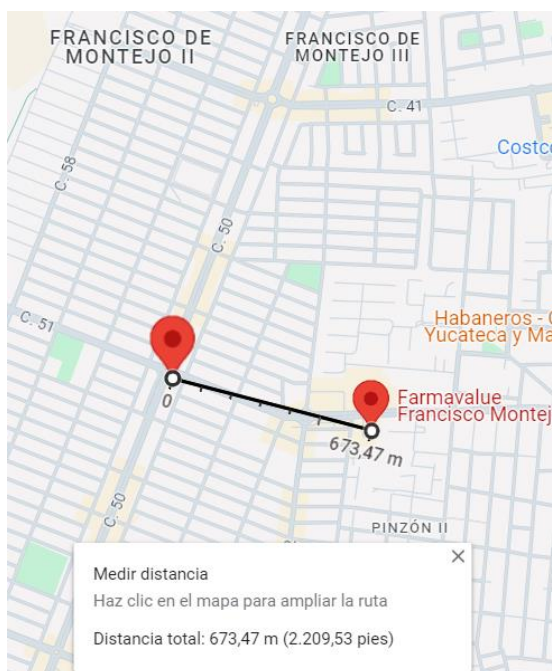 FRANCISCO DE
MONTEJO II
FRANCISCO DE
MONTEJO III
C. 41
Costco
C. 58
C. 50
C. 51
Habaneros - C
Yucateca y Ma
Farmavalue
Francisco Montej
0
673,47 m
C. 50
PINZÓN II
Medir distancia
Haz clic en el mapa para ampliar la ruta
Distancia total: 673,47 m (2.209,53 pies)